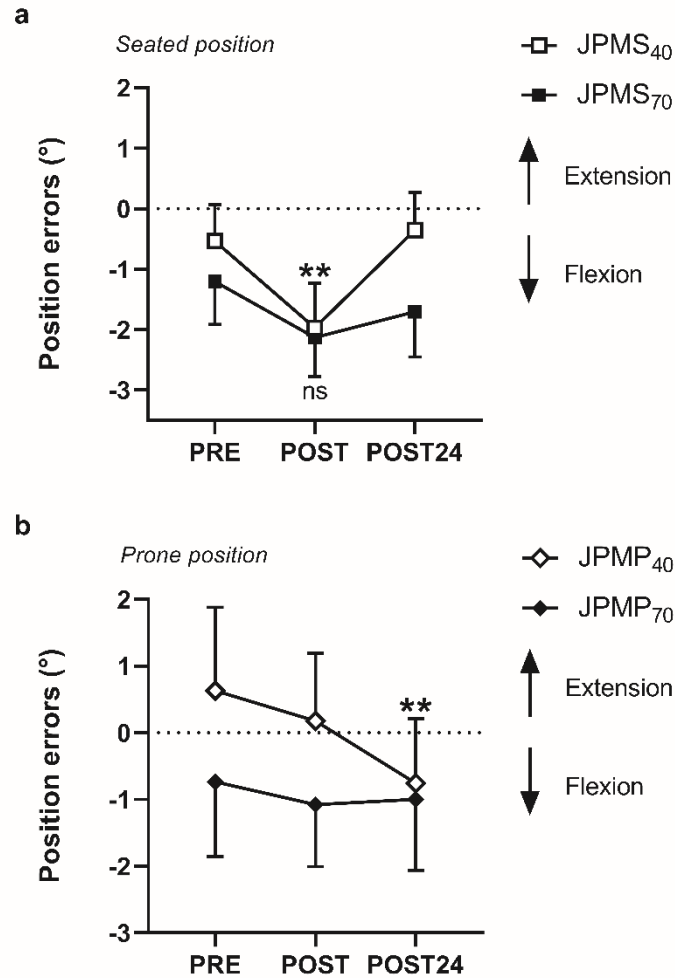 a
Seated position
JPMS₄₀
JPMS₇₀
Extension
Flexion
Position errors (°)
2
1
0
-1
-2
-3
**
ns
PRE POST POST24
b
Prone position
JPMP₄₀
JPMP₇₀
Extension
Flexion
Position errors (°)
2
1
0
-1
-2
-3
**
PRE POST POST24